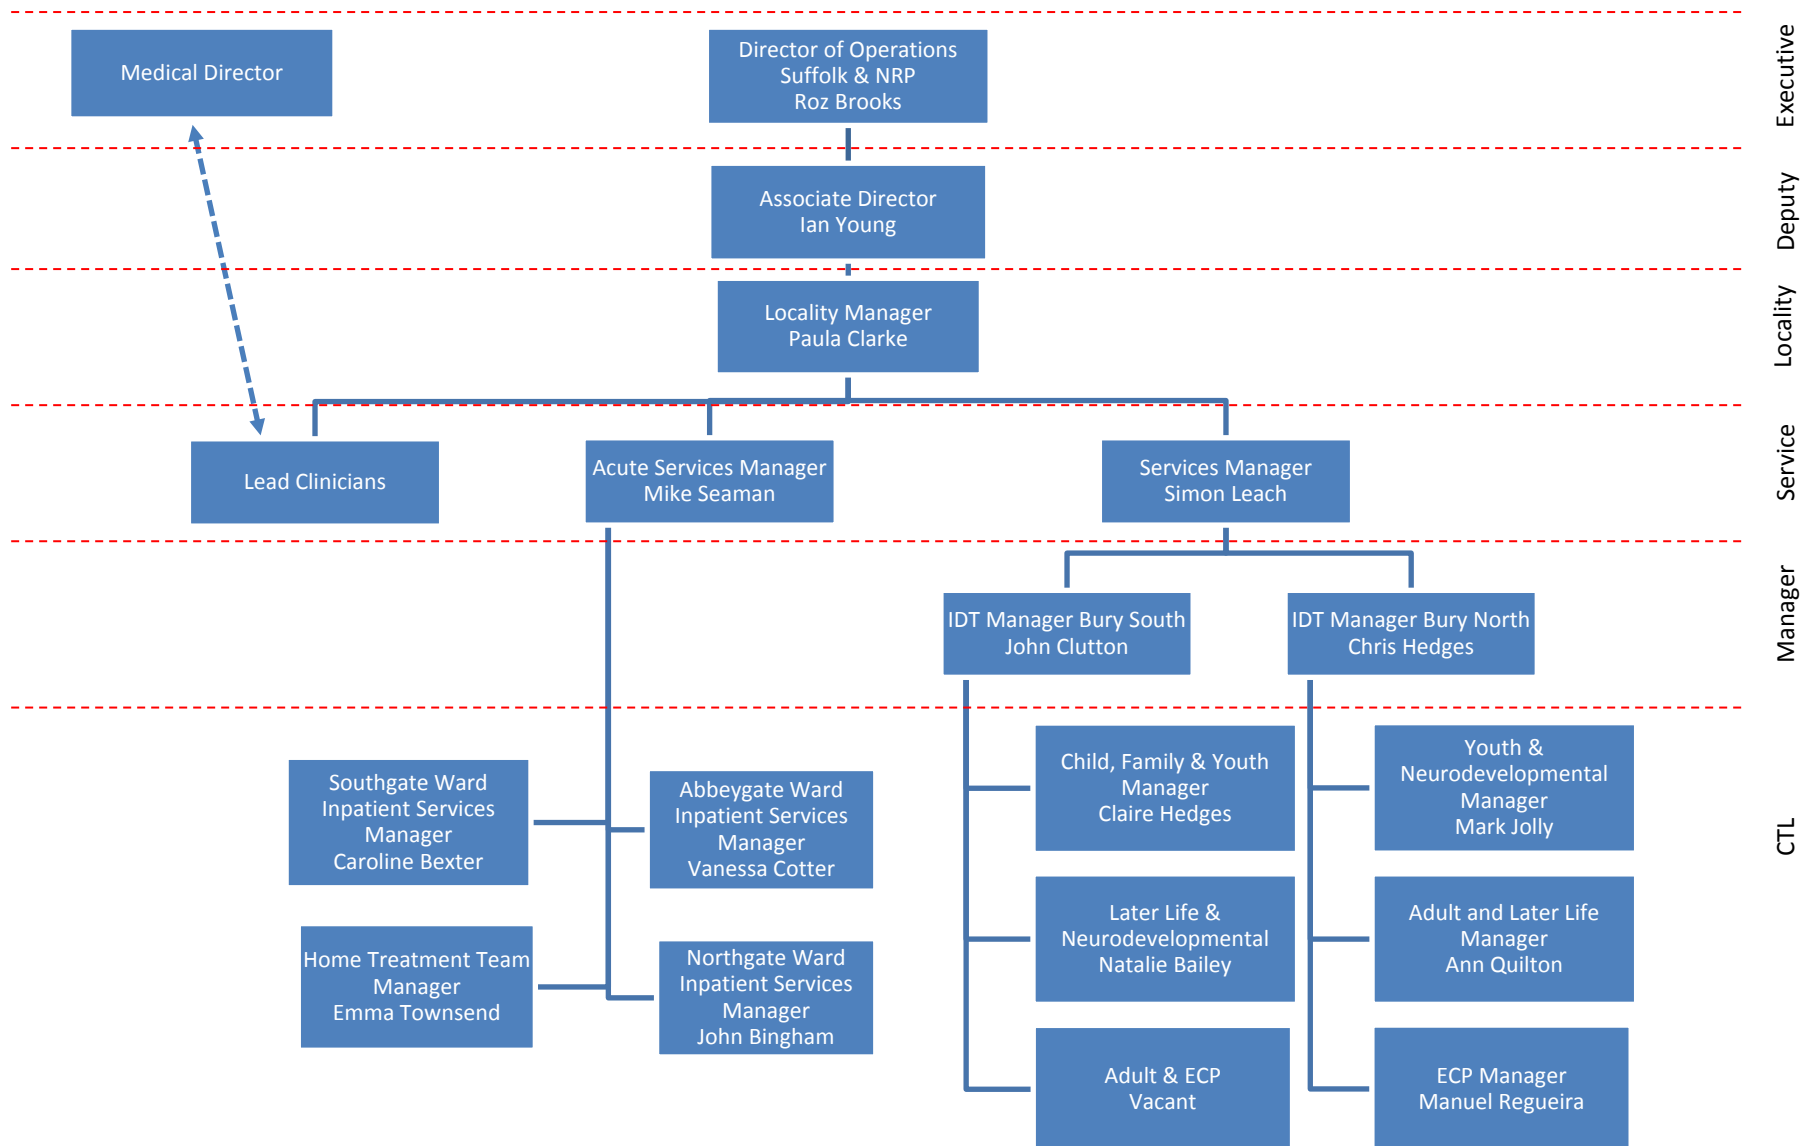 Medical Director
Director of Operations
Suffolk & NRP
Roz Brooks
Executive
Associate Director
Ian Young
Deputy
Locality Manager
Paula Clarke
Locality
Lead Clinicians
Acute Services Manager
Mike Seaman
Services Manager
Simon Leach
Service
IDT Manager Bury South
John Clutton
IDT Manager Bury North
Chris Hedges
Manager
Southgate Ward
Inpatient Services
Manager
Caroline Bexter
Abbeygate Ward
Inpatient Services
Manager
Vanessa Cotter
Child, Family & Youth
Manager
Claire Hedges
Youth &
Neurodevelopmental
Manager
Mark Jolly
CTL
Home Treatment Team
Manager
Emma Townsend
Northgate Ward
Inpatient Services
Manager
John Bingham
Later Life &
Neurodevelopmental
Natalie Bailey
Adult and Later Life
Manager
Ann Quilton
Adult & ECP
Vacant
ECP Manager
Manuel Regueira